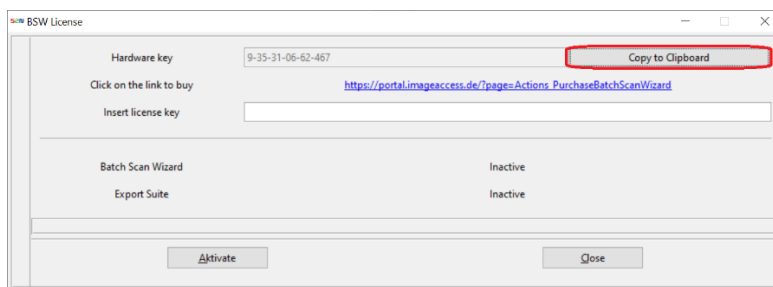 BSW License
Hardware key 9-35-31-06-62-467 Copy to Clipboard
Click on the link to buy https://portal.imageaccess.de/?page=Actions_PurchaseBatchScanWizard
Insert license key
Batch Scan Wizard Inactive
Export Suite Inactive
Aktivate Close